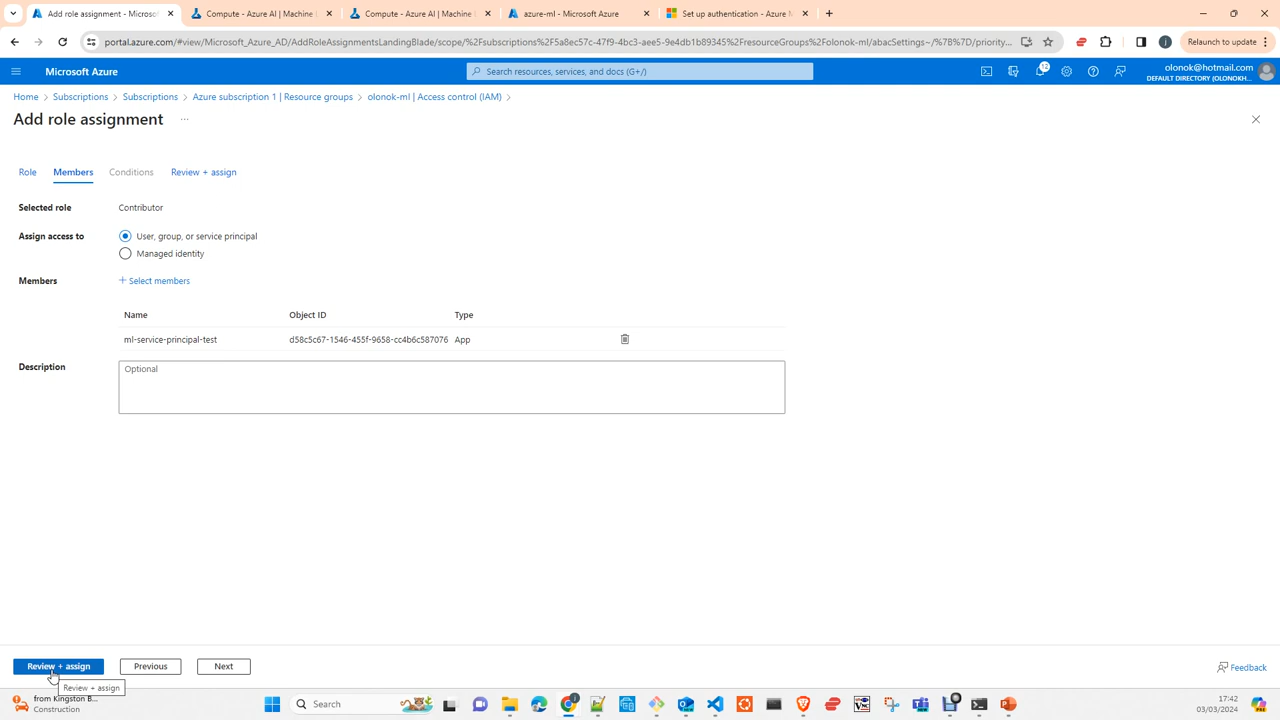 Add role assignment - Microsof
Compute - Azure AI | Machine L
Compute - Azure AI | Machine L
azure-ml - Microsoft Azure
Set up authentication - Azure M
portal.azure.com/#view/Microsoft_Azure_AD/AddRoleAssignmentsLandingBlade/scope/%2Fsubscriptions%2F5a8ec57c-47f9-4bc3-aee5-9e4db1b89345%2FresourceGroups%2Folonok-ml/abacSettings~/%7B%7D/priority...
Relaunch to update
Microsoft Azure
Search resources, services, and docs (G+/)
12
olonok@hotmail.com
DEFAULT DIRECTORY (OLONOKH...
Home > Subscriptions > Subscriptions > Azure subscription 1 | Resource groups > olonok-ml | Access control (IAM) >
Add role assignment ...
Role Members Conditions Review + assign
Selected role Contributor
Assign access to User, group, or service principal
Managed identity
Members + Select members
Name Object ID Type
ml-service-principal-test d58c5c67-1546-455f-9658-cc4b6c587076 App
Description Optional
Review + assign Previous Next
Feedback
Review + assign
from Kingston B...
Construction
Search
17:42
03/03/2024